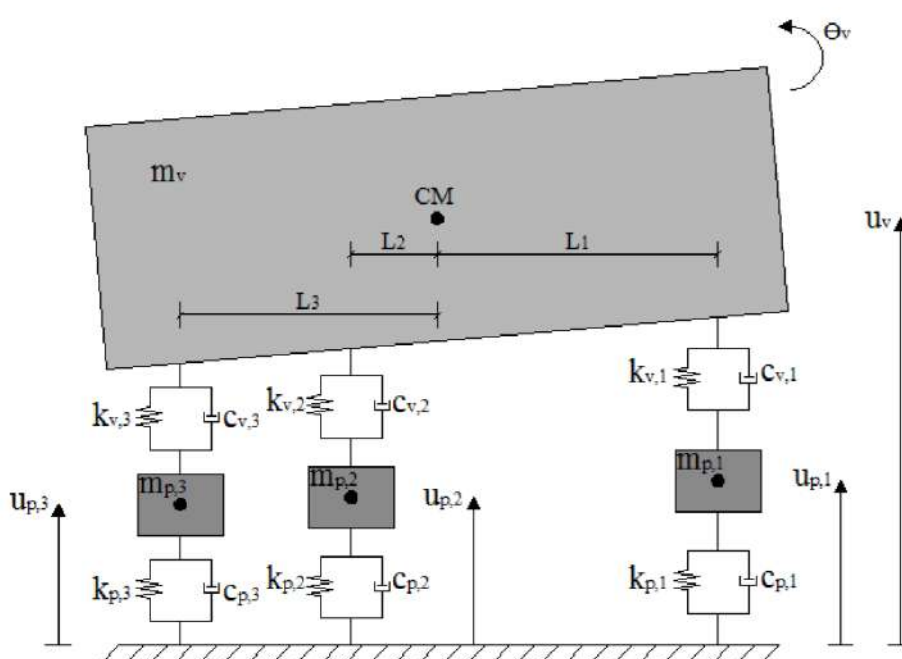 Θv
mv
CM
uv
L2
L1
L3
kv,3
cv,3
kv,2
cv,2
kv,1
cv,1
up,3
mp,3
mp,2
up,2
mp,1
up,1
kp,3
cp,3
kp,2
cp,2
kp,1
cp,1